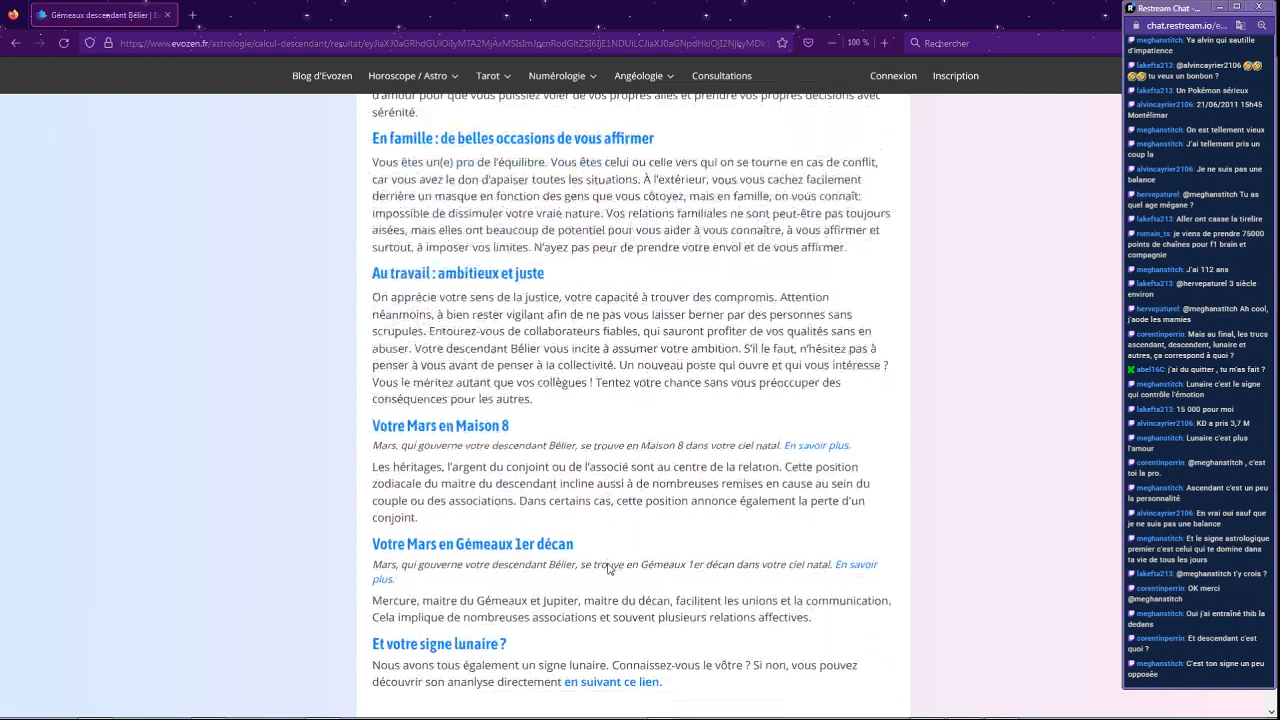 Gémeaux descendant Bélier | Es
https://www.evozen.fr/astrologie/calcul-descendant/resultat/
100 %
Rechercher
Blog d'Evozen
Horoscope / Astro
Tarot
Numérologie
Angéologie
Consultations
Connexion
Inscription
d'amour pour que vous puissiez voler de vos propres ailes et prendre vos propres décisions avec
sérénité.
En famille : de belles occasions de vous affirmer
Vous êtes un(e) pro de l'équilibre. Vous êtes celui ou celle vers qui on se tourne en cas de conflit,
car vous avez le don d'apaiser toutes les situations. À l'extérieur, vous vous cachez facilement
derrière un masque en fonction des gens que vous côtoyez, mais en famille, on vous connaît:
impossible de dissimuler votre vraie nature. Vos relations familiales ne sont peut-être pas toujours
aisées, mais elles ont beaucoup de potentiel pour vous aider à vous connaître, à vous affirmer et
surtout, à imposer vos limites. N'ayez pas peur de prendre votre envol et de vous affirmer.
Au travail : ambitieux et juste
On apprécie votre sens de la justice, votre capacité à trouver des compromis. Attention
néanmoins, à bien rester vigilant afin de ne pas vous laisser berner par des personnes sans
scrupules. Entourez-vous de collaborateurs fiables, qui sauront profiter de vos qualités sans en
abuser. Votre descendant Bélier vous incite à assumer votre ambition. S'il le faut, n'hésitez pas à
penser à vous avant de penser à la collectivité. Un nouveau poste qui ouvre et qui vous intéresse ?
Vous le meritez autant que vos collègues ! Tentez votre chance sans vous préoccuper des
conséquences pour les autres.
Votre Mars en Maison 8
Mars, qui gouverne votre descendant Bélier, se trouve en Maison 8 dans votre ciel natal. En savoir plus.
Les héritages, l'argent du conjoint ou de l'associé sont au centre de la relation. Cette position
zodiacale du maître du descendant incline aussi à de nombreuses remises en cause au sein du
couple ou des associations. Dans certains cas, cette position annonce également la perte d'un
conjoint.
Votre Mars en Gémeaux 1er décan
Mars, qui gouverne votre descendant Bélier, se trouve en Gémeaux 1er décan dans votre ciel natal. En savoir
plus.
Mercure, maître du Gémeaux et Jupiter, maître du décan, facilitent les unions et la communication.
Cela implique de nombreuses associations et souvent plusieurs relations affectives.
Et votre signe lunaire ?
Nous avons tous également un signe lunaire. Connaissez-vous le vôtre ? Si non, vous pouvez
découvrir son analyse directement en suivant ce lien.
Restream Chat -...
chat.restream.io/e...
meghanstitch: Ya alvin qui sautille
d'impatience
lakefta213: @alvincayrier2106
tu veux un bonbon ?
lakefta213: Un Pokémon sérieux
alvincayrier2106: 21/06/2011 15h45
Montélimar
meghanstitch: On est tellement vieux
meghanstitch: J'ai tellement pris un
coup la
alvincayrier2106: Je ne suis pas une
balance
hervepaturel: @meghanstitch Tu as
quel age mégane ?
lakefta213: Aller ont casse la tirelire
romain_ts: je viens de prendre 75000
points de chaînes pour f1 brain et
compagnie
meghanstitch: J'ai 112 ans
lakefta213: @hervepaturel 3 siècle
environ
hervepaturel: @meghanstitch Ah cool,
j'aode les mamies
corentinperrin: Mais au final, les trucs
ascendant, descendent, lunaire et
autres, ça correspond à quoi ?
abel16C: j'ai du quitter , tu m'as fait ?
meghanstitch: Lunaire c'est le signe
qui contrôle l'émotion
lakefta213: 15 000 pour moi
alvincayrier2106: KD a pris 3,7 M
meghanstitch: Lunaire c'est plus
l'amour
corentinperrin: @meghanstitch , c'est
toi la pro.
meghanstitch: Ascendant c'est un peu
la personnalité
alvincayrier2106: En vrai oui sauf que
je ne suis pas une balance
meghanstitch: Et le signe astrologique
premier c'est celui qui te domine dans
ta vie de tous les jours
lakefta213: @meghanstitch t'y crois ?
corentinperrin: OK merci
@meghanstitch
meghanstitch: Oui j'ai entraîné thib la
dedans
corentinperrin: Et descendant c'est
quoi ?
meghanstitch: C'est ton signe un peu
opposée